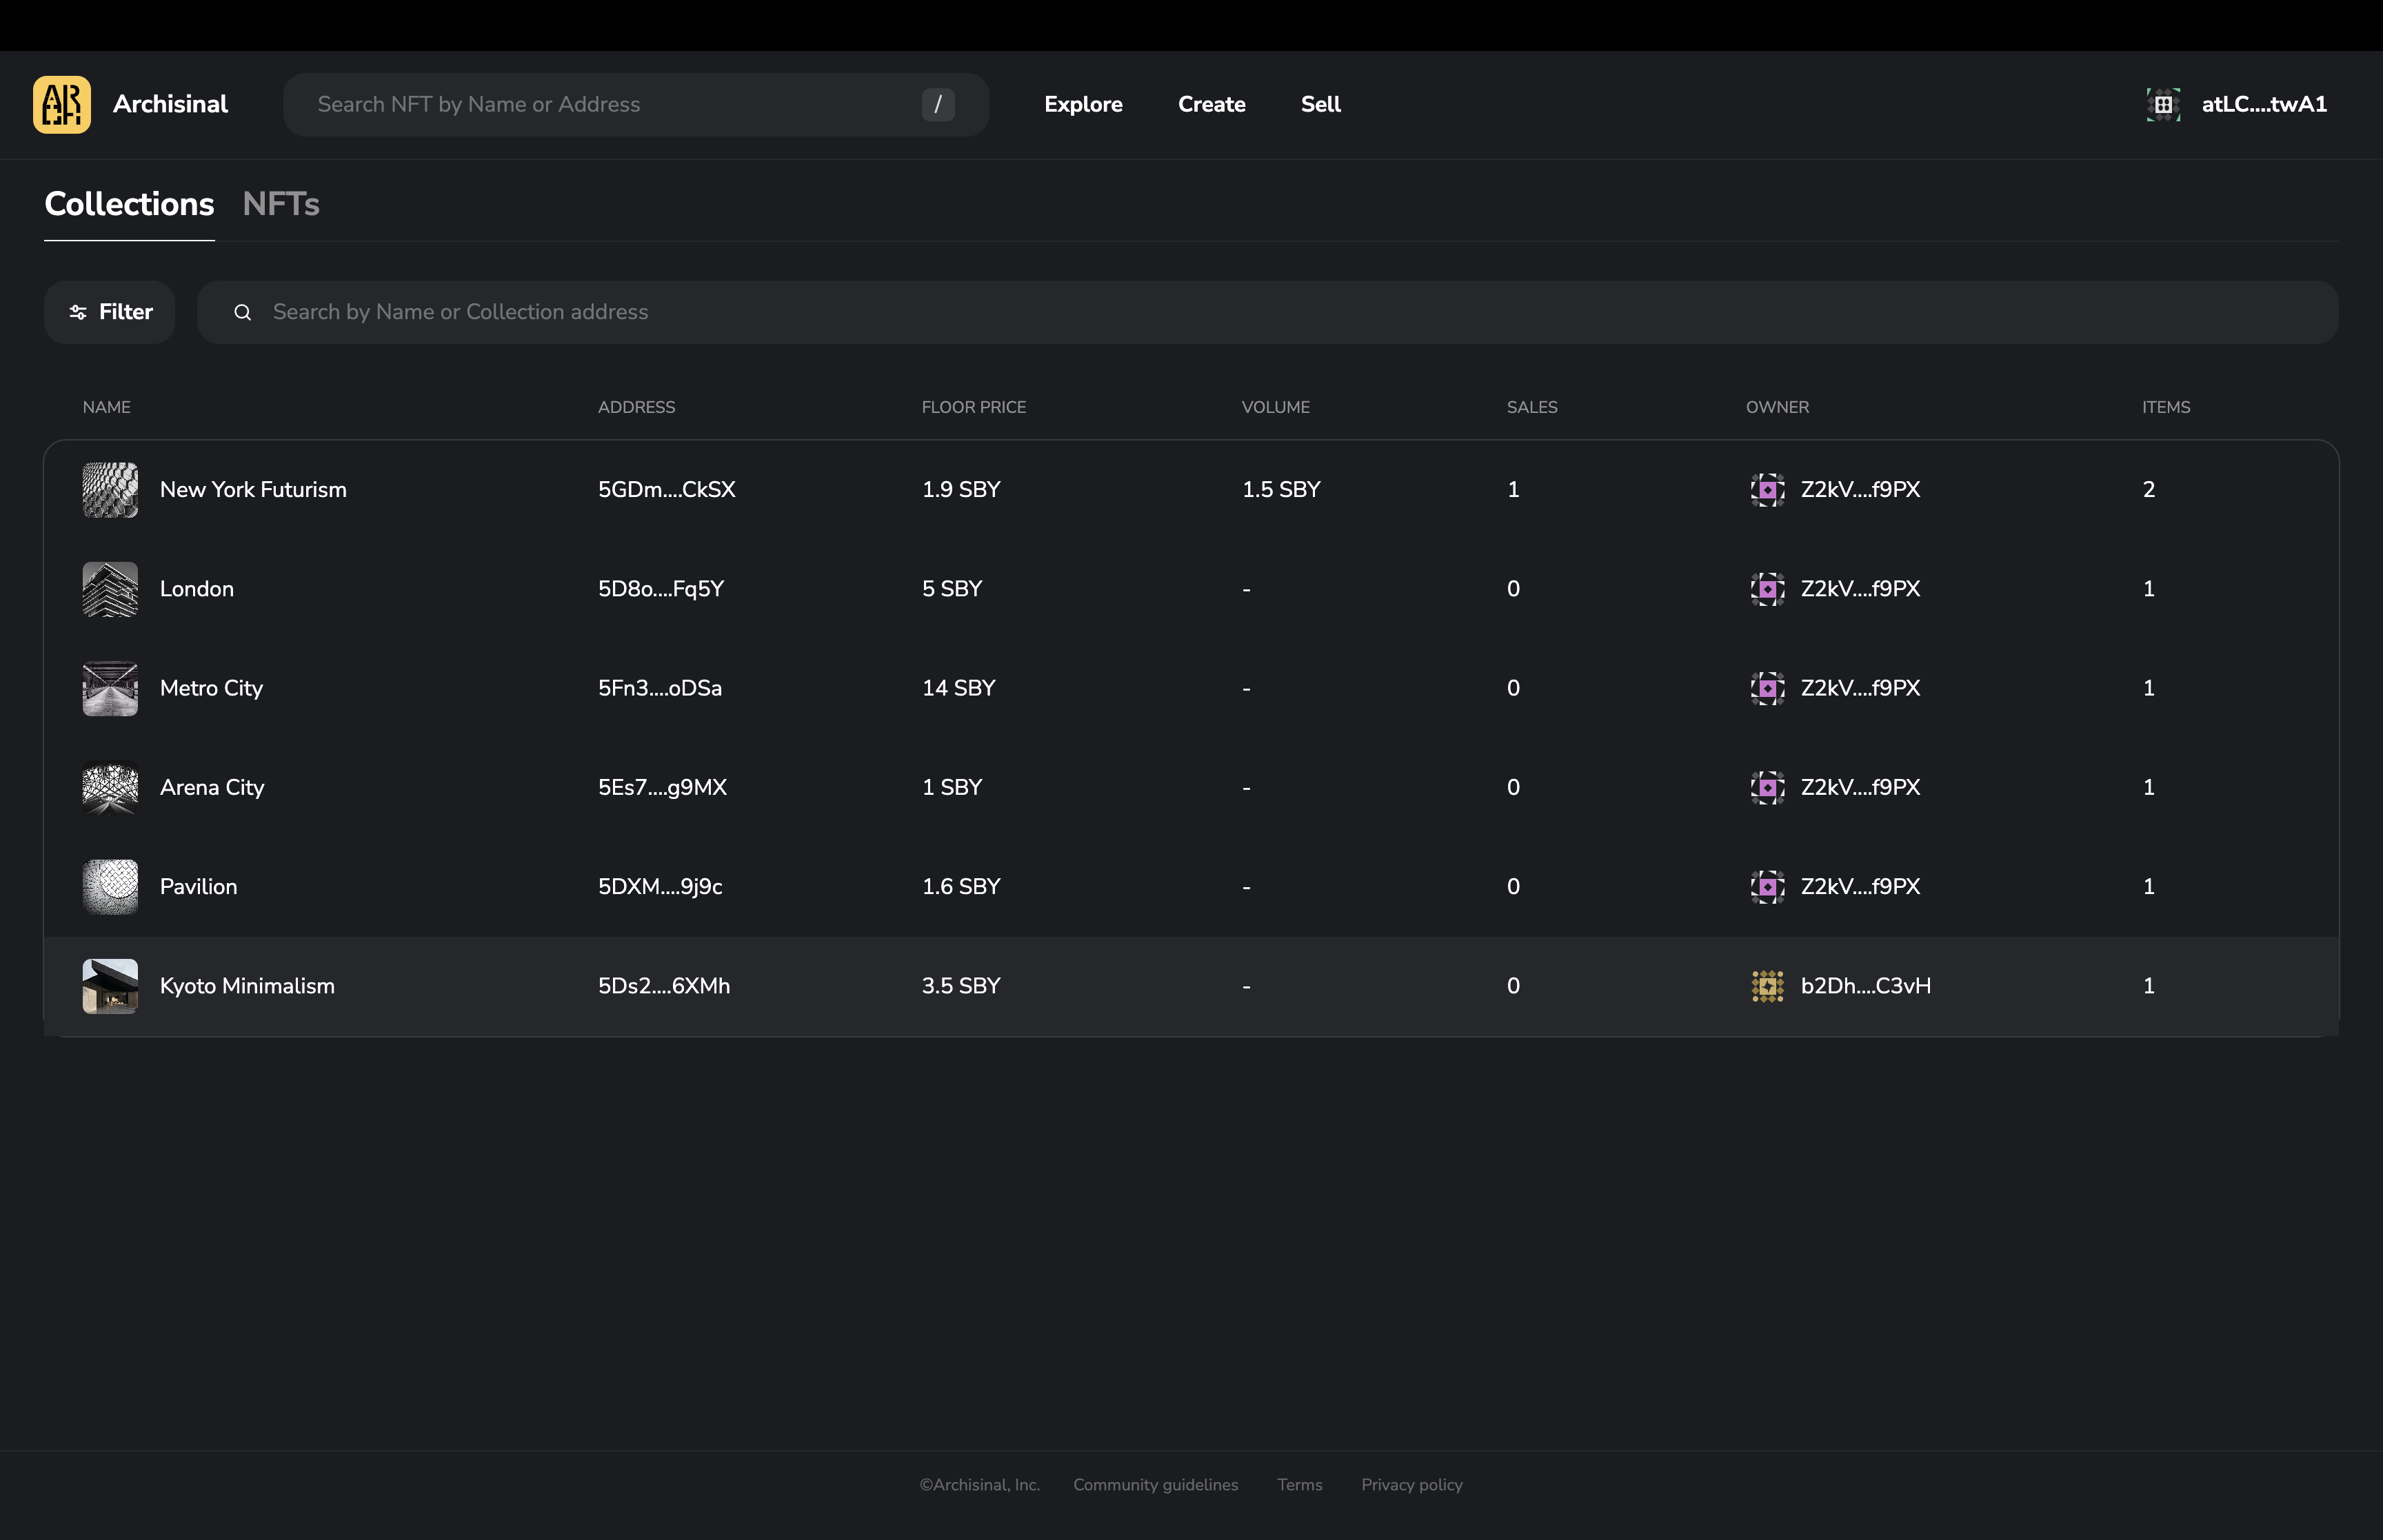 Archisinal
Search NFT by Name or Address
/
Explore
Create
Sell
atLC....twA1
Collections
NFTs
Filter
Search by Name or Collection address
NAME ADDRESS FLOOR PRICE VOLUME SALES OWNER ITEMS
New York Futurism 5GDm....CkSX 1.9 SBY 1.5 SBY 1 Z2kV....f9PX 2
London 5D8o....Fq5Y 5 SBY - 0 Z2kV....f9PX 1
Metro City 5Fn3....oDSa 14 SBY - 0 Z2kV....f9PX 1
Arena City 5Es7....g9MX 1 SBY - 0 Z2kV....f9PX 1
Pavilion 5DXM....9j9c 1.6 SBY - 0 Z2kV....f9PX 1
Kyoto Minimalism 5Ds2....6XMh 3.5 SBY - 0 b2Dh....C3vH 1
©Archisinal, Inc. Community guidelines Terms Privacy policy